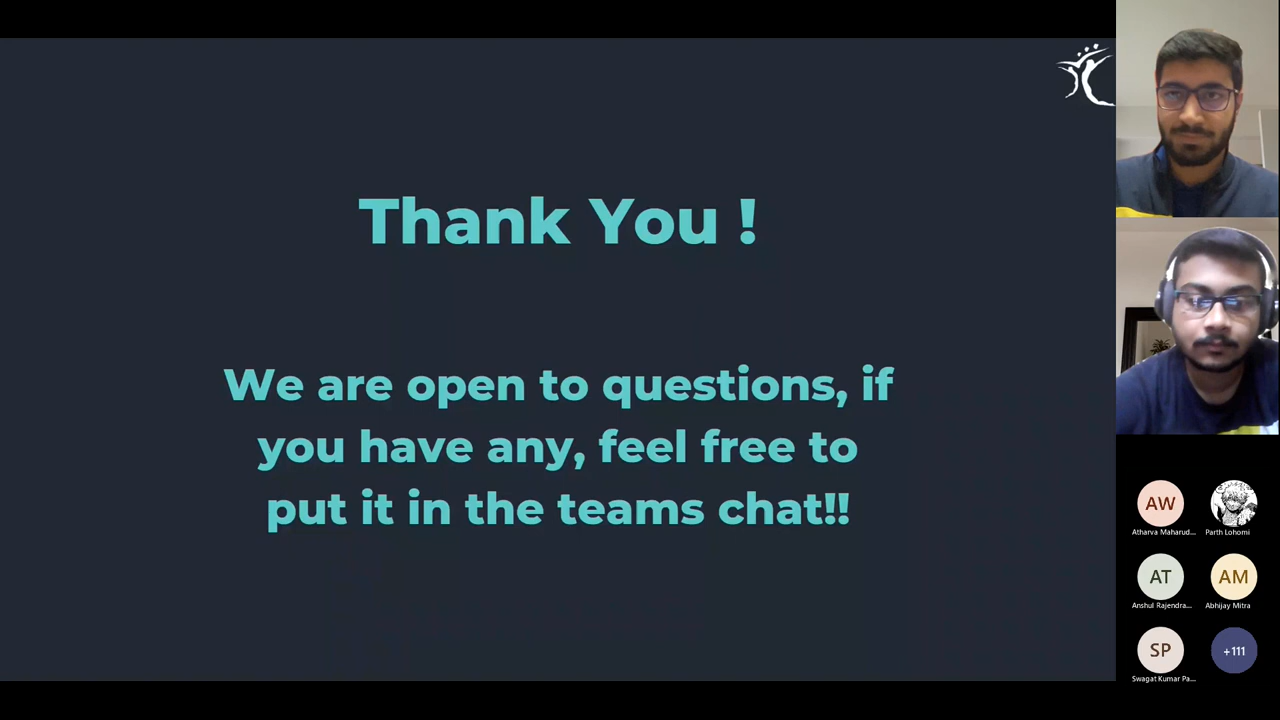 Thank You !
We are open to questions, if
you have any, feel free to
put it in the teams chat!!
AW
Atharva Maharud...
Parth Lohomi
AT
Anshul Rajendra...
AM
Abhijay Mitra
SP
Swagat Kumar Pa...
+111